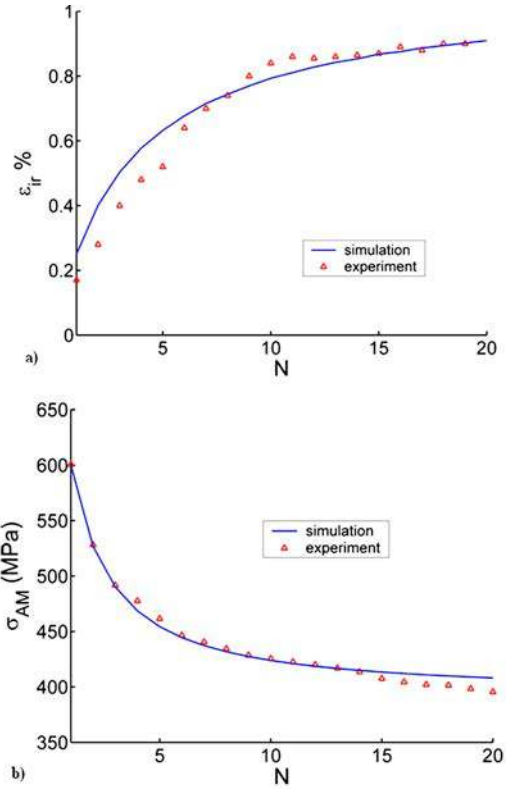 1
0.8
0.6
0.4
0.2
0
ε_ir %
simulation
experiment
5
10
15
20
N
a)
650
600
550
500
450
400
350
σ_AM (MPa)
simulation
experiment
5
10
15
20
N
b)